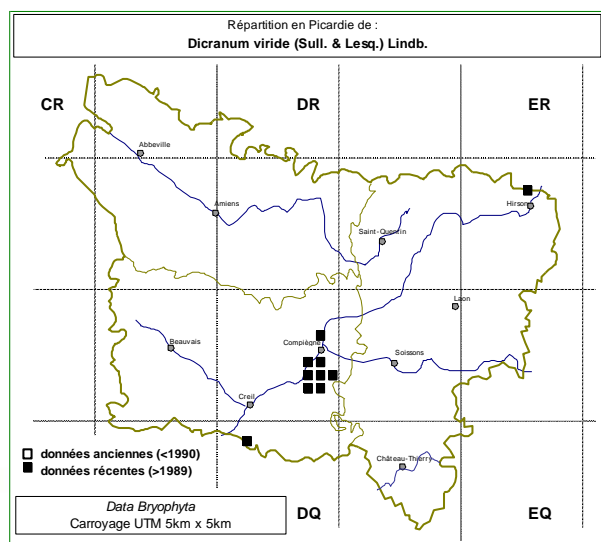 Répartition en Picardie de :
Dicranum viride (Sull. & Lesq.) Lindb.
CR
DR
ER
Abbeville
Amiens
Saint-Quentin
Hirson
Laon
Beauvais
Compiègne
Soissons
Creil
Château-Thierry
données anciennes (<1990)
données récentes (>1989)
Data Bryophyta
Carroyage UTM 5km x 5km
DQ
EQ